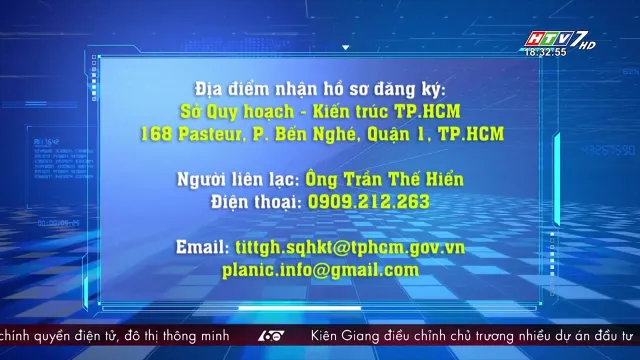 HTV7 HD
18:32:55
Địa điểm nhận hồ sơ đăng ký:
Sở Quy hoạch - Kiến trúc TP.HCM
168 Pasteur, P. Bến Nghé, Quận 1, TP.HCM
Người liên lạc: Ông Trần Thế Hiển
Điện thoại: 0909.212.263
Email: tittgh.sqhkt@tphcm.gov.vn
planic.info@gmail.com
chính quyển điện tử, đô thị thông minh
Kiên Giang điều chỉnh chủ trương nhiều dự án đầu tư